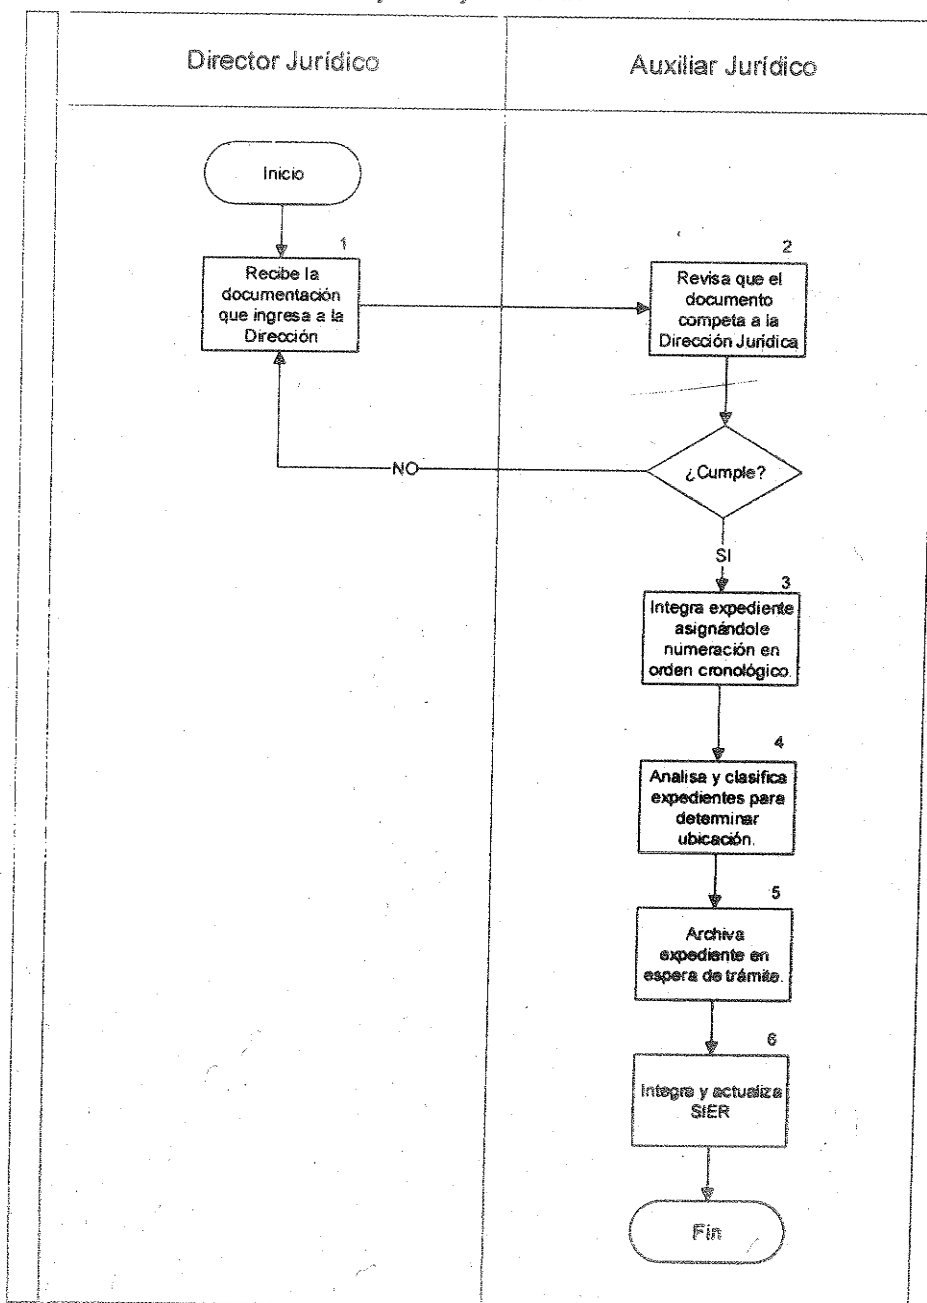 Director Jurídico
Auxiliar Jurídico
Inicio
1
Recibe la
documentación
que ingresa a la
Dirección
2
Revisa que el
documento
competa a la
Dirección Jurídica
¿Cumple?
NO
SI
3
Integra expediente
asignándole
numeración en
orden cronológico.
4
Analisa y clasifica
expedientes para
determinar
ubicación.
5
Archiva
expediente en
espera de trámite.
6
Integra y actualiza
SIER
Fin